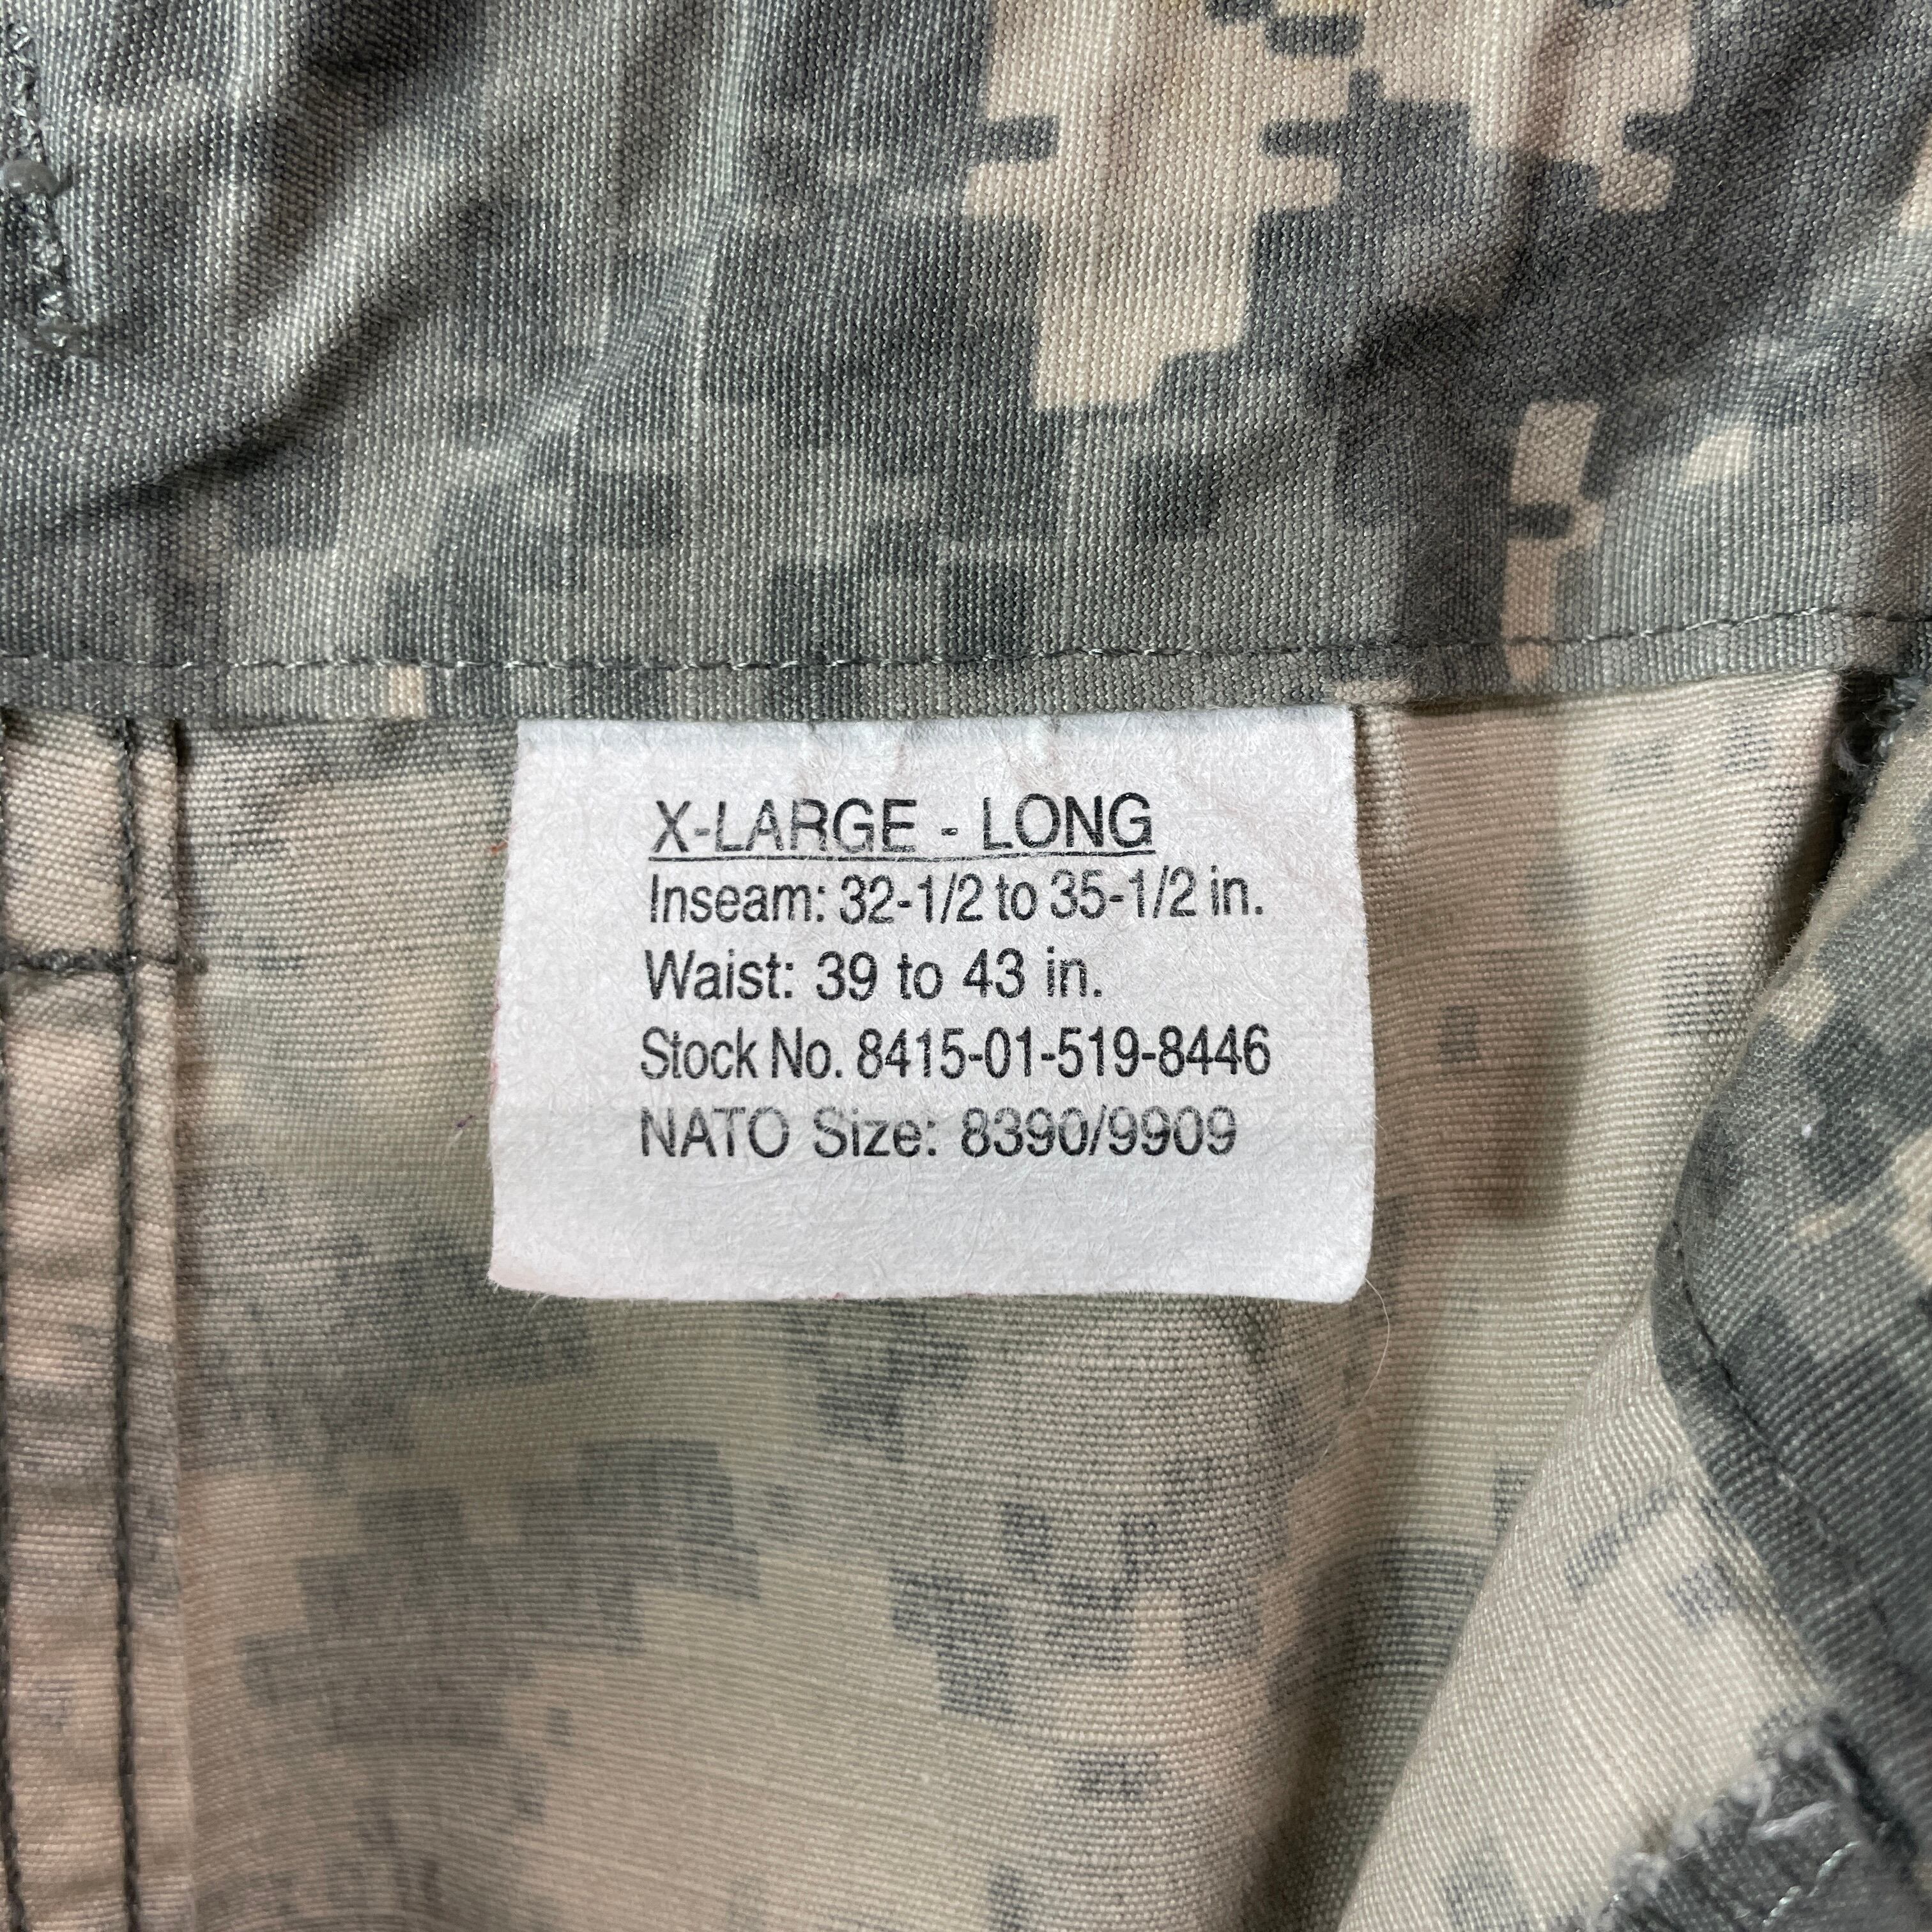 X-LARGE - LONG
Inseam: 32-1/2 to 35-1/2 in.
Waist: 39 to 43 in.
Stock No. 8415-01-519-8446
NATO Size: 8390/9909